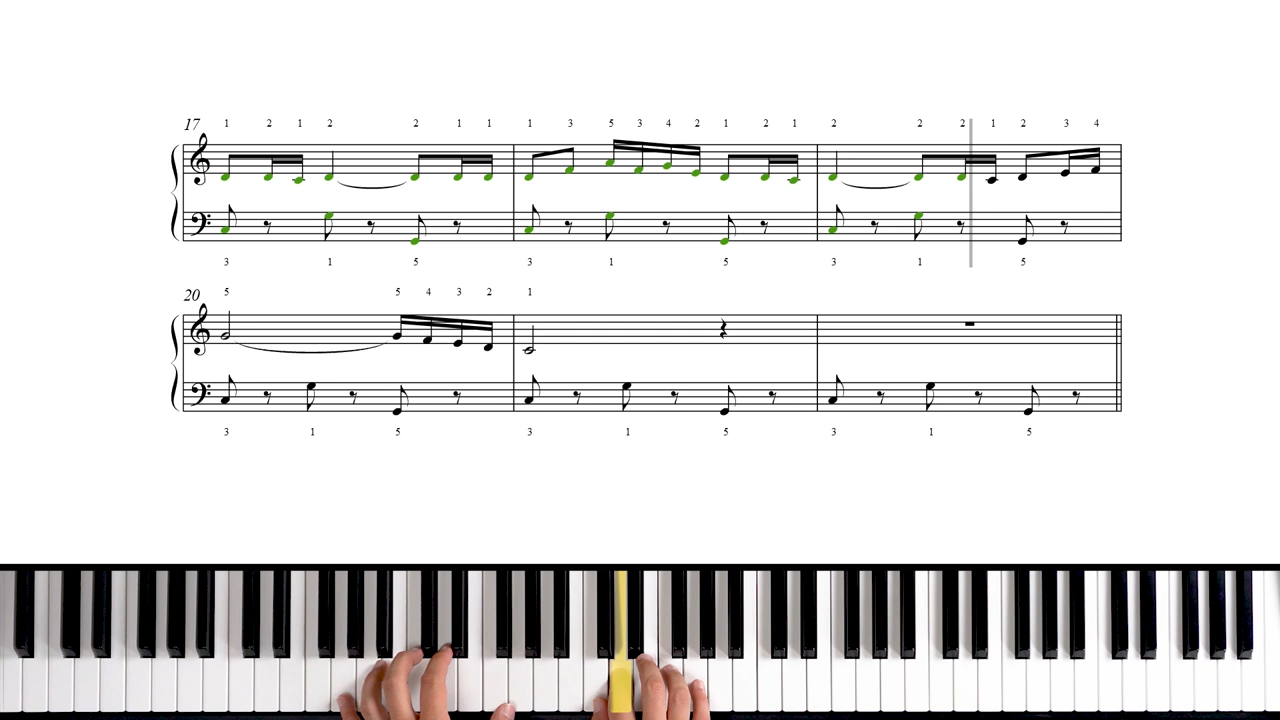 17
1 2 1 2 2 1 1 1 3 5 3 4 2 1 2 1 2 2 2 1 2 3 4
3 1 5 3 1 5 3 1 5
20
5 5 4 3 2 1
3 1 5 3 1 5 3 1 5